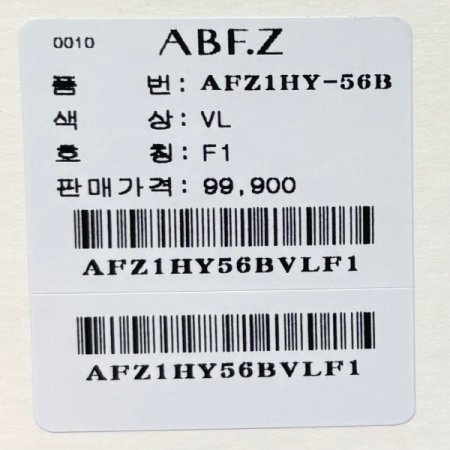 0010 ABF.Z
품 번: AFZ1HY-56B
색 상: VL
호 칭: F1
판매가격: 99,900
AFZ1HY56BVLF1
AFZ1HY56BVLF1